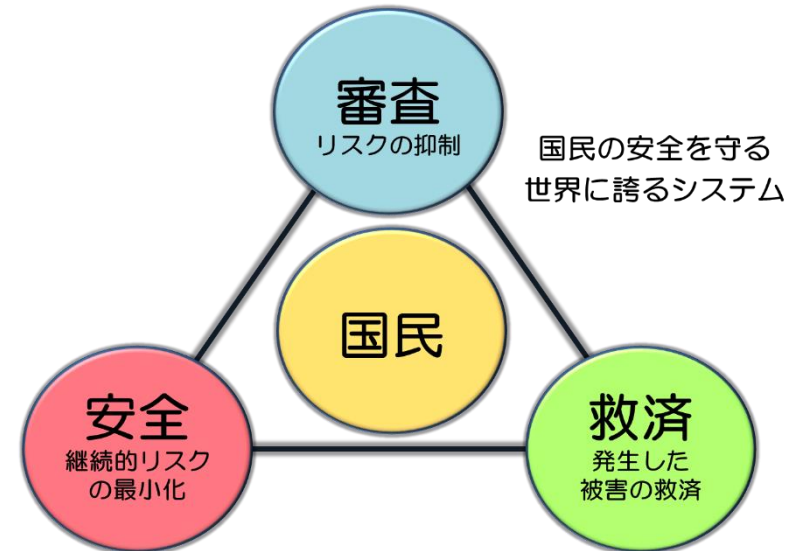 審査
リスクの抑制
国民の安全を守る
世界に誇るシステム
国民
安全
継続的リスク
の最小化
救済
発生した
被害の救済